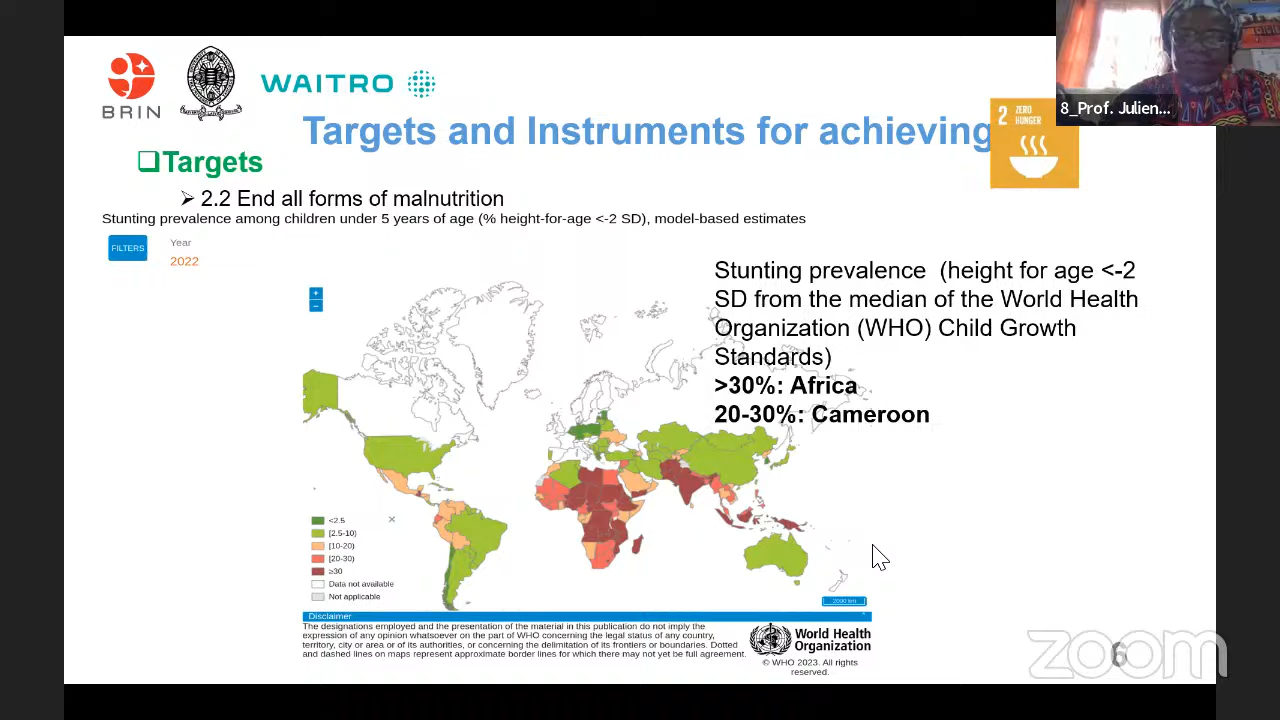 BRIN
WAITRO
Targets and Instruments for achieving
2 ZERO
HUNGER
8_Prof. Julien...
❑Targets
➢ 2.2 End all forms of malnutrition
Stunting prevalence among children under 5 years of age (% height-for-age <-2 SD), model-based estimates
FILTERS
Year
2022
+
−
Stunting prevalence (height for age <-2
SD from the median of the World Health
Organization (WHO) Child Growth
Standards)
>30%: Africa
20-30%: Cameroon
<2.5
[2.5-10)
[10-20)
[20-30)
≥30
Data not available
Not applicable
Disclaimer
The designations employed and the presentation of the material in this publication do not imply the
expression of any opinion whatsoever on the part of WHO concerning the legal status of any country,
territory, city or area or of its authorities, or concerning the delimitation of its frontiers or boundaries. Dotted
and dashed lines on maps represent approximate border lines for which there may not yet be full agreement.
World Health
Organization
© WHO 2023. All rights
reserved.
6
zoom